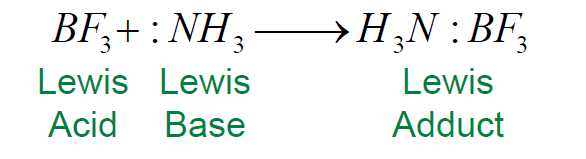 BF₃ + :NH₃ ⟶ H₃N : BF₃
Lewis Lewis Lewis
Acid Base Adduct